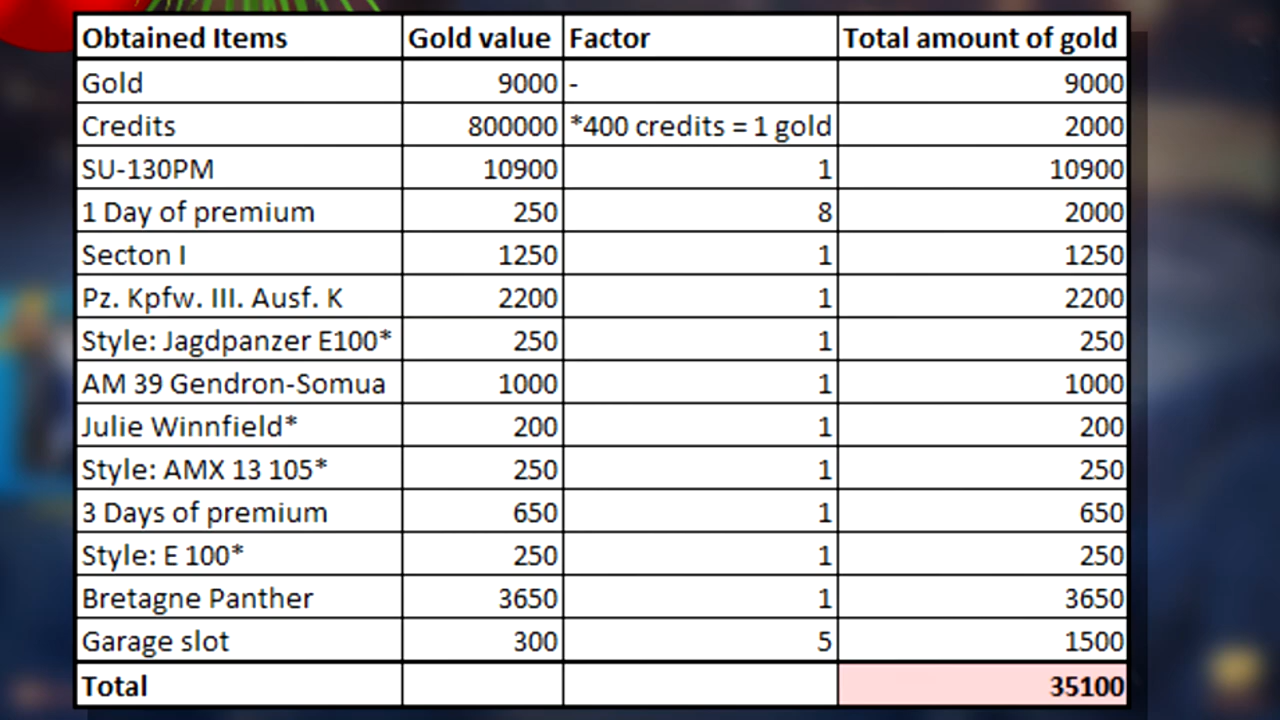 Obtained Items Gold value Factor Total amount of gold
Gold 9000 - 9000
Credits 800000 *400 credits = 1 gold 2000
SU-130PM 10900 1 10900
1 Day of premium 250 8 2000
Secton I 1250 1 1250
Pz. Kpfw. III. Ausf. K 2200 1 2200
Style: Jagdpanzer E100* 250 1 250
AM 39 Gendron-Somua 1000 1 1000
Julie Winnfield* 200 1 200
Style: AMX 13 105* 250 1 250
3 Days of premium 650 1 650
Style: E 100* 250 1 250
Bretagne Panther 3650 1 3650
Garage slot 300 5 1500
Total 35100